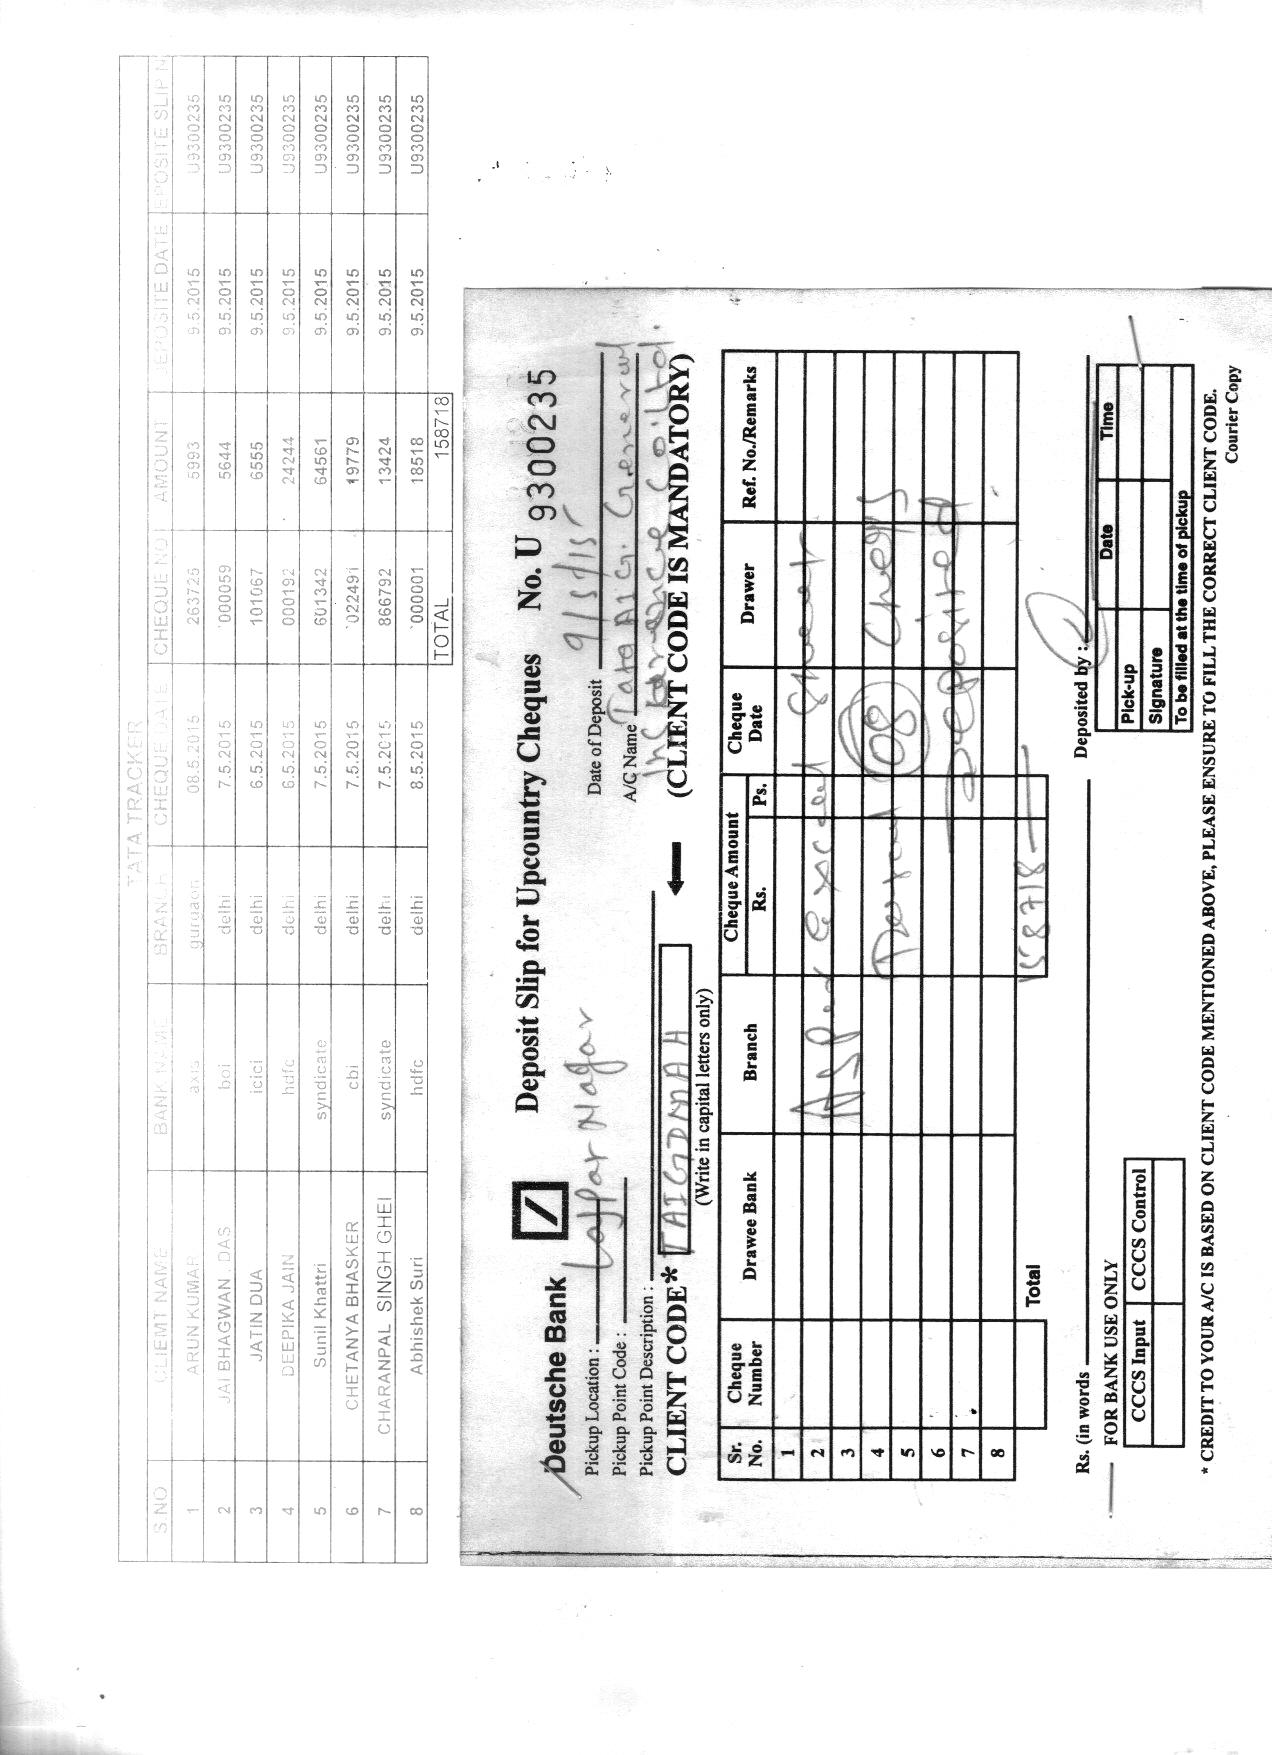 TATA TRACKER
S.NO CLIEMT NAME BANK NAME BRANCH CHEQUE DATE CHEQUE NO AMOUNT EPOSITE DATE EPOSITE SLIP N
1 ARUN KUMAR axis gurgaon 08.5.2015 263725 5993 9.5.2015 U9300235
2 JAI BHAGWAN DAS boi delhi 7.5.2015 000059 5644 9.5.2015 U9300235
3 JATIN DUA icici delhi 6.5.2015 101067 6555 9.5.2015 U9300235
4 DEEPIKA JAIN hdfc delhi 6.5.2015 000192 24244 9.5.2015 U9300235
5 Sunil Khattri syndicate delhi 7.5.2015 601342 64561 9.5.2015 U9300235
6 CHETANYA BHASKER cbi delhi 7.5.2015 022491 19779 9.5.2015 U9300235
7 CHARANPAL SINGH GHEI syndicate delhi 7.5.2015 866792 13424 9.5.2015 U9300235
8 Abhishek Suri hdfc delhi 8.5.2015 000001 18518 9.5.2015 U9300235
TOTAL 158718
Deutsche Bank Deposit Slip for Upcountry Cheques No. U 9300235
Pickup Location : Lajpat Nagar Date of Deposit 9/5/15
Pickup Point Code : A/C Name Tata AIG General
Pickup Point Description : Insurance Co. Ltd.
CLIENT CODE* TAIGDMAH (CLIENT CODE IS MANDATORY)
(Write in capital letters only)
Sr. No. Cheque Number Drawee Bank Branch Cheque Amount Rs. Ps. Cheque Date Drawer Ref. No./Remarks
1
2 As Per Excel Sheet
3
4 Total 08 Cheqs
5
6 Deposited
7
8
Total 158718
Rs. (in words Deposited by :
FOR BANK USE ONLY
CCCS Input CCCS Control
Pick-up Date Time
Signature
To be filled at the time of pickup
* CREDIT TO YOUR A/C IS BASED ON CLIENT CODE MENTIONED ABOVE, PLEASE ENSURE TO FILL THE CORRECT CLIENT CODE.
Courier Copy